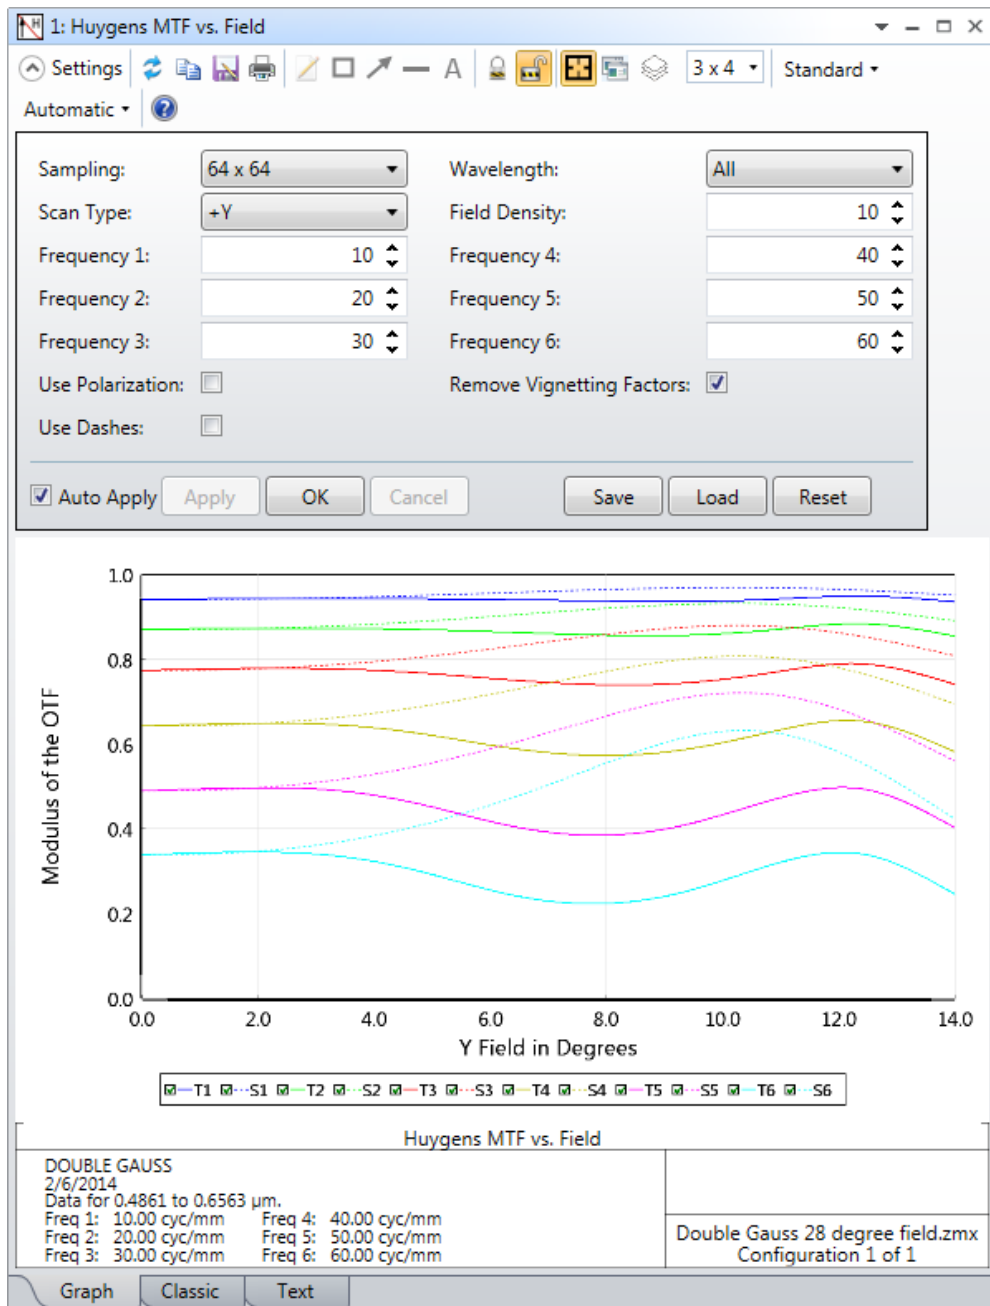 1: Huygens MTF vs. Field
Settings A 3 x 4 Standard
Automatic ?
Sampling: 64 x 64 Wavelength: All
Scan Type: +Y Field Density: 10
Frequency 1: 10 Frequency 4: 40
Frequency 2: 20 Frequency 5: 50
Frequency 3: 30 Frequency 6: 60
Use Polarization: Remove Vignetting Factors:
Use Dashes:
Auto Apply Apply OK Cancel Save Load Reset
1.0
0.8
0.6
0.4
0.2
0.0
Modulus of the OTF
0.0 2.0 4.0 6.0 8.0 10.0 12.0 14.0
Y Field in Degrees
T1 S1 T2 S2 T3 S3 T4 S4 T5 S5 T6 S6
Huygens MTF vs. Field
DOUBLE GAUSS
2/6/2014
Data for 0.4861 to 0.6563 µm.
Freq 1: 10.00 cyc/mm Freq 4: 40.00 cyc/mm
Freq 2: 20.00 cyc/mm Freq 5: 50.00 cyc/mm
Freq 3: 30.00 cyc/mm Freq 6: 60.00 cyc/mm
Double Gauss 28 degree field.zmx
Configuration 1 of 1
Graph Classic Text